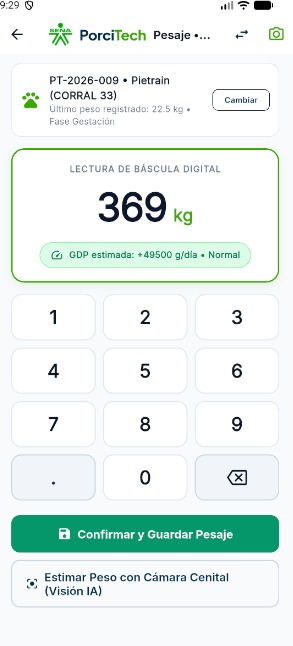 9:29
SENA
PorciTech Pesaje •...
PT-2026-009 • Pietrain
(CORRAL 33)
Último peso registrado: 22.5 kg •
Fase Gestación
Cambiar
LECTURA DE BÁSCULA DIGITAL
369 kg
GDP estimada: +49500 g/día • Normal
1 2 3
4 5 6
7 8 9
. 0
Confirmar y Guardar Pesaje
Estimar Peso con Cámara Cenital
(Visión IA)